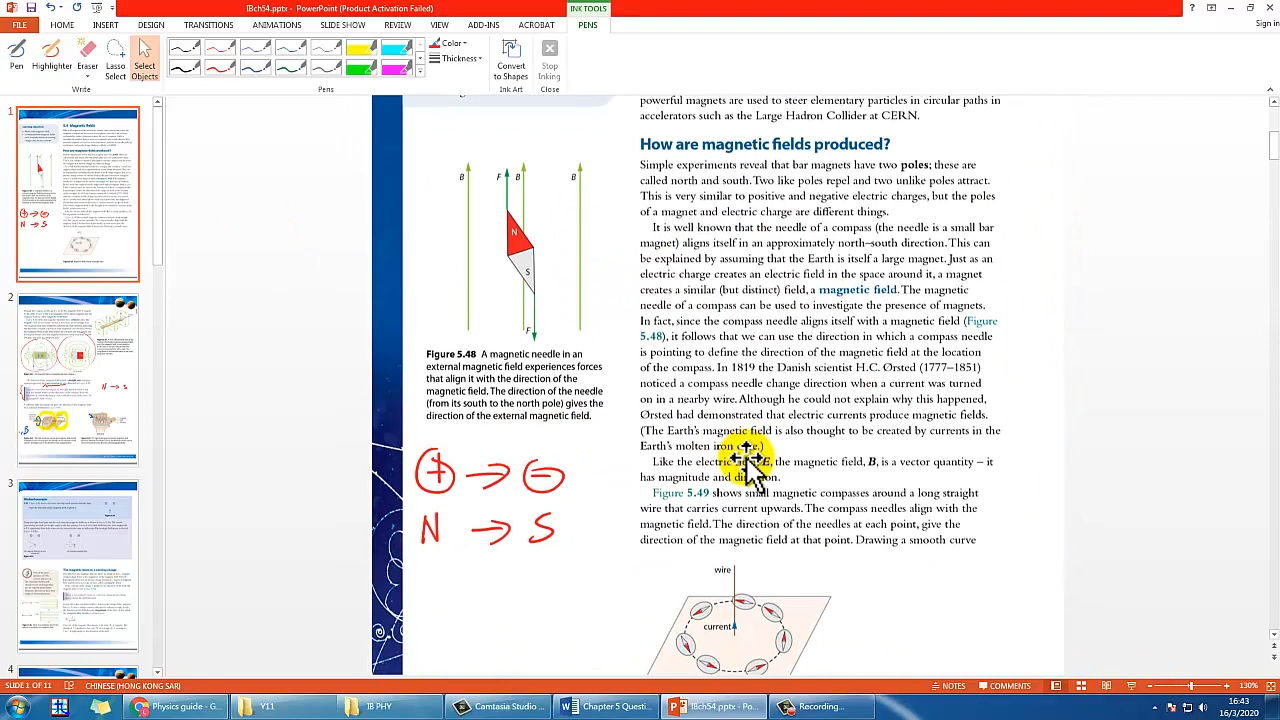 IBch54.pptx - PowerPoint (Product Activation Failed)
INK TOOLS
Sign in
FILE HOME INSERT DESIGN TRANSITIONS ANIMATIONS SLIDE SHOW REVIEW VIEW ADD-INS ACROBAT PENS
Pen Highlighter Eraser Lasso Select Select Objects
Color
Thickness
Convert to Shapes
Stop Inking
Write Pens Ink Art Close
1
2
3
4
powerful magnets are used to steer elementary particles in circular paths in
accelerators such as the Large Hadron Collider at CERN.
How are magnetic fields produced?
Simple experiments reveal that bar magnets have two poles; these are
called north and south. Two like poles repel and two unlike poles attract.
This is very similar to positive and negative electric charges, but the poles
of a magnet and electric charge are different things.
It is well known that the needle of a compass (the needle is a small bar
magnet) aligns itself in an approximately north–south direction. This can
be explained by assuming that the Earth is itself a large magnet. Just as an
electric charge creates an electric field in the space around it, a magnet
creates a similar (but distinct) field, a magnetic field. The magnetic
needle of a compass can be used to investigate the presence of magnets.
In fact, since the compass needle aligns itself with a magnetic field (Figure
5.48), it follows that we can use the direction in which a compass needle
is pointing to define the direction of the magnetic field at the location
of the compass. In the Danish scientist H.C. Ørsted (1777–1851)
noticed a compass needle change direction when a current was turned
on in a nearby wire. Although he could not explain why this happened,
Ørsted had demonstrated that electric currents produce magnetic fields.
(The Earth's magnetic field is also thought to be created by currents in the
Earth's molten iron
Like the electric field, E, the magnetic field, B, is a vector quantity – it
has magnitude and direction.
Figure 5.49 magnetic compasses around a long straight
wire that carries current upwards. The compass needles align with the
magnetic field. The direction of the needles at each point, give the
direction of the magnetic field at that point. Drawing a smooth curve
B F B
N
S
F
Figure 5.48 A magnetic needle in an
external magnetic field experiences forces
that align it with the direction of the
magnetic field. The direction of the needle
(from its south to the north pole) gives the
direction of the external magnetic field.
+ → −
N → S
wire
current
SLIDE 1 OF 11 CHINESE (HONG KONG SAR) NOTES COMMENTS 130%
Physics guide - G... Y11 IB PHY Camtasia Studio ... Chapter 5 Questi... IBch54.pptx - Po... Recording...
16:43
16/3/2020